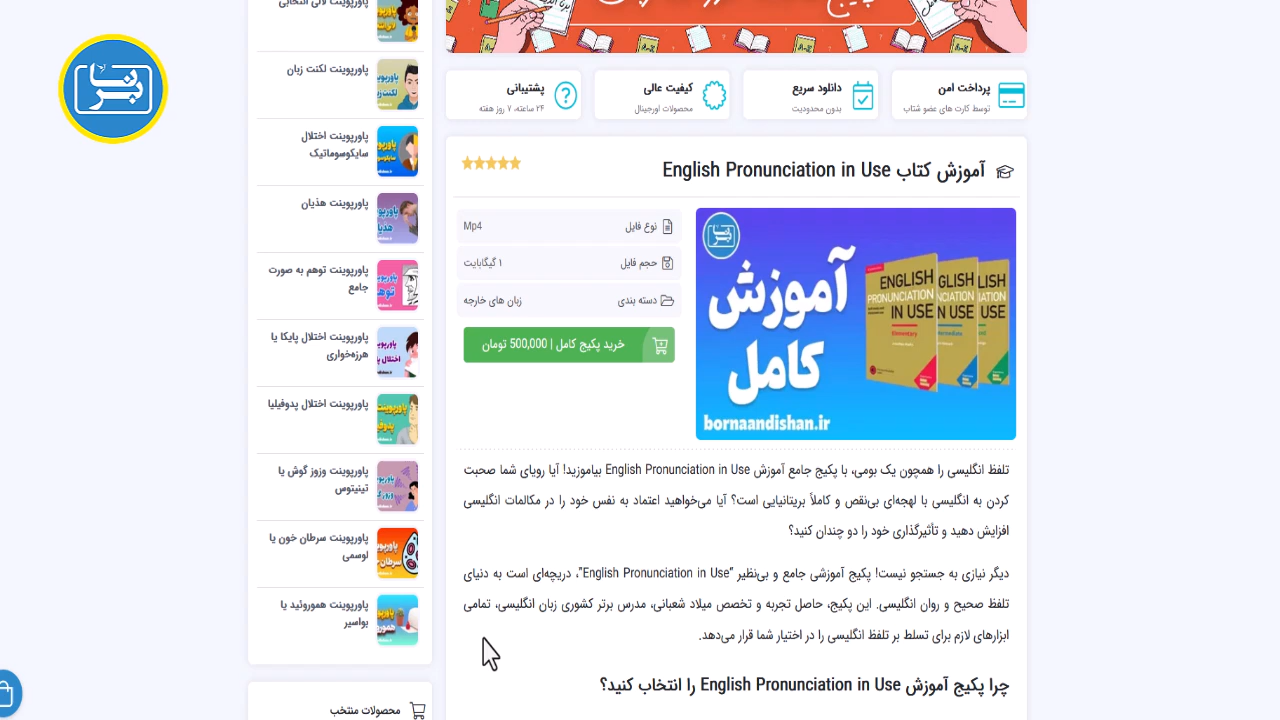 برنا
پرداخت امن
توسط کارت های عضو شتاب
دانلود سریع
بدون محدودیت
کیفیت عالی
محصولات اورجینال
پشتیبانی
۲۴ ساعته، ۷ روز هفته
آموزش کتاب English Pronunciation in Use
نوع فایل Mp4
حجم فایل ۱ گیگابایت
دسته بندی زبان های خارجه
خرید پکیج کامل | 500,000 تومان
آموزش
کامل
bornaandishan.ir
ENGLISH
PRONUNCIATION
IN USE
Elementary
تلفظ انگلیسی را همچون یک بومی، با پکیج جامع آموزش English Pronunciation in Use بیاموزید! آیا رویای شما صحبت
کردن به انگلیسی با لهجه‌ای بی‌نقص و کاملاً بریتانیایی است؟ آیا می‌خواهید اعتماد به نفس خود را در مکالمات انگلیسی
افزایش دهید و تأثیرگذاری خود را دو چندان کنید؟
دیگر نیازی به جستجو نیست! پکیج آموزشی جامع و بی‌نظیر “English Pronunciation in Use”، دریچه‌ای است به دنیای
تلفظ صحیح و روان انگلیسی. این پکیج، حاصل تجربه و تخصص میلاد شعبانی، مدرس برتر کشوری زبان انگلیسی، تمامی
ابزارهای لازم برای تسلط بر تلفظ انگلیسی را در اختیار شما قرار می‌دهد.
چرا پکیج آموزش English Pronunciation in Use را انتخاب کنید؟
پاورپوینت لالی انتخابی
پاورپوینت لکنت زبان
پاورپوینت اختلال
سایکوسوماتیک
پاورپوینت هذیان
پاورپوینت توهم به صورت
جامع
پاورپوینت اختلال پایکا یا
هرزه‌خواری
پاورپوینت اختلال پدوفیلیا
پاورپوینت وزوز گوش یا
تینیتوس
پاورپوینت سرطان خون یا
لوسمی
پاورپوینت هموروئید یا
بواسیر
محصولات منتخب